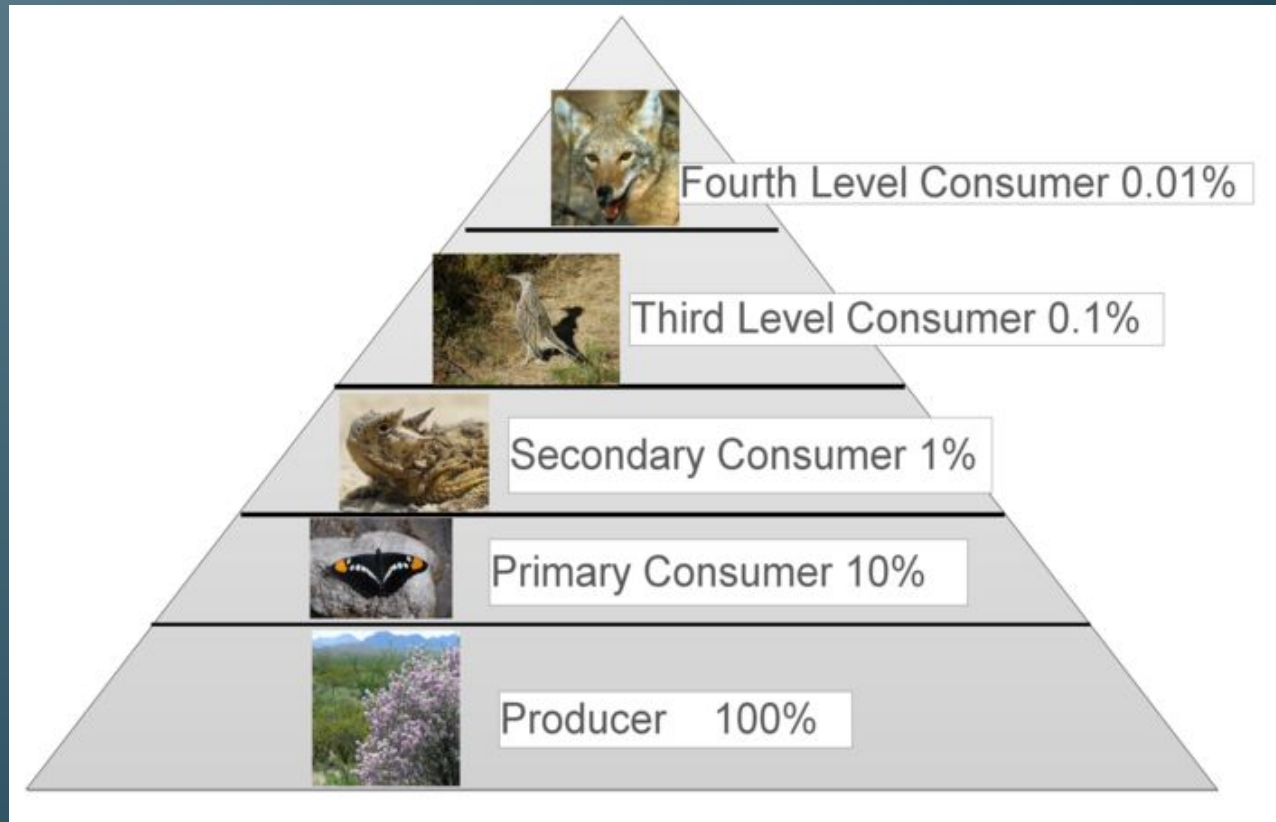 Fourth Level Consumer 0.01%
Third Level Consumer 0.1%
Secondary Consumer 1%
Primary Consumer 10%
Producer 100%